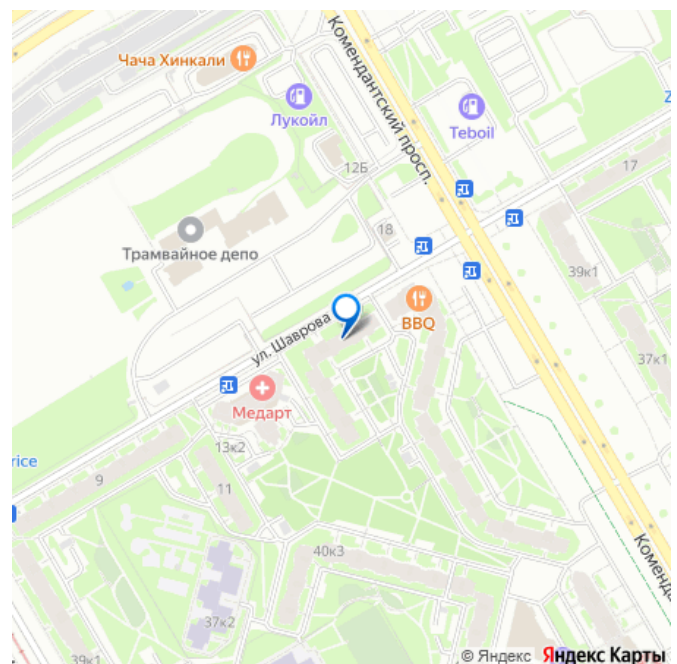 Чача Хинкали
Лукойл
Комендантский просп.
Teboil
Z
12Б
17
18
Трамвайное депо
39к1
BBQ
ул. Шаврова
37к1
Медарт
rice
13к2
9
11
40к3
Коменда
37к2
39к1
© Яндекс Яндекс Карты